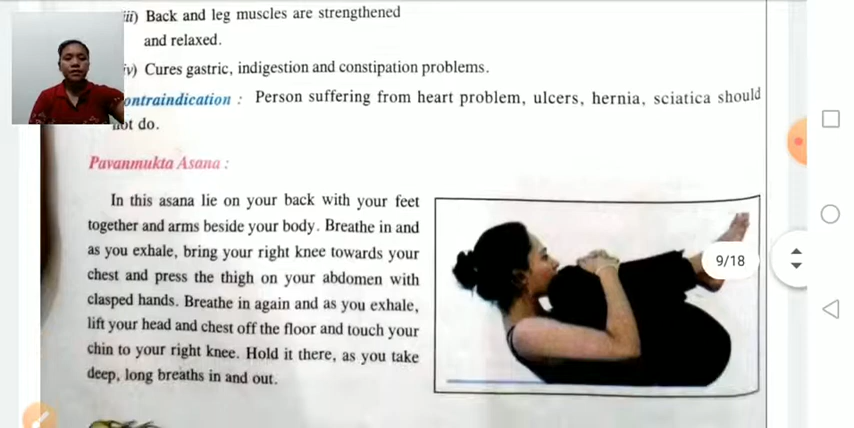 iii) Back and leg muscles are strengthened
and relaxed.
iv) Cures gastric, indigestion and constipation problems.
ontraindication : Person suffering from heart problem, ulcers, hernia, sciatica should
not do.
Pavanmukta Asana :
In this asana lie on your back with your feet
together and arms beside your body. Breathe in and
as you exhale, bring your right knee towards your
chest and press the thigh on your abdomen with
clasped hands. Breathe in again and as you exhale,
lift your head and chest off the floor and touch your
chin to your right knee. Hold it there, as you take
deep, long breaths in and out.
9/18